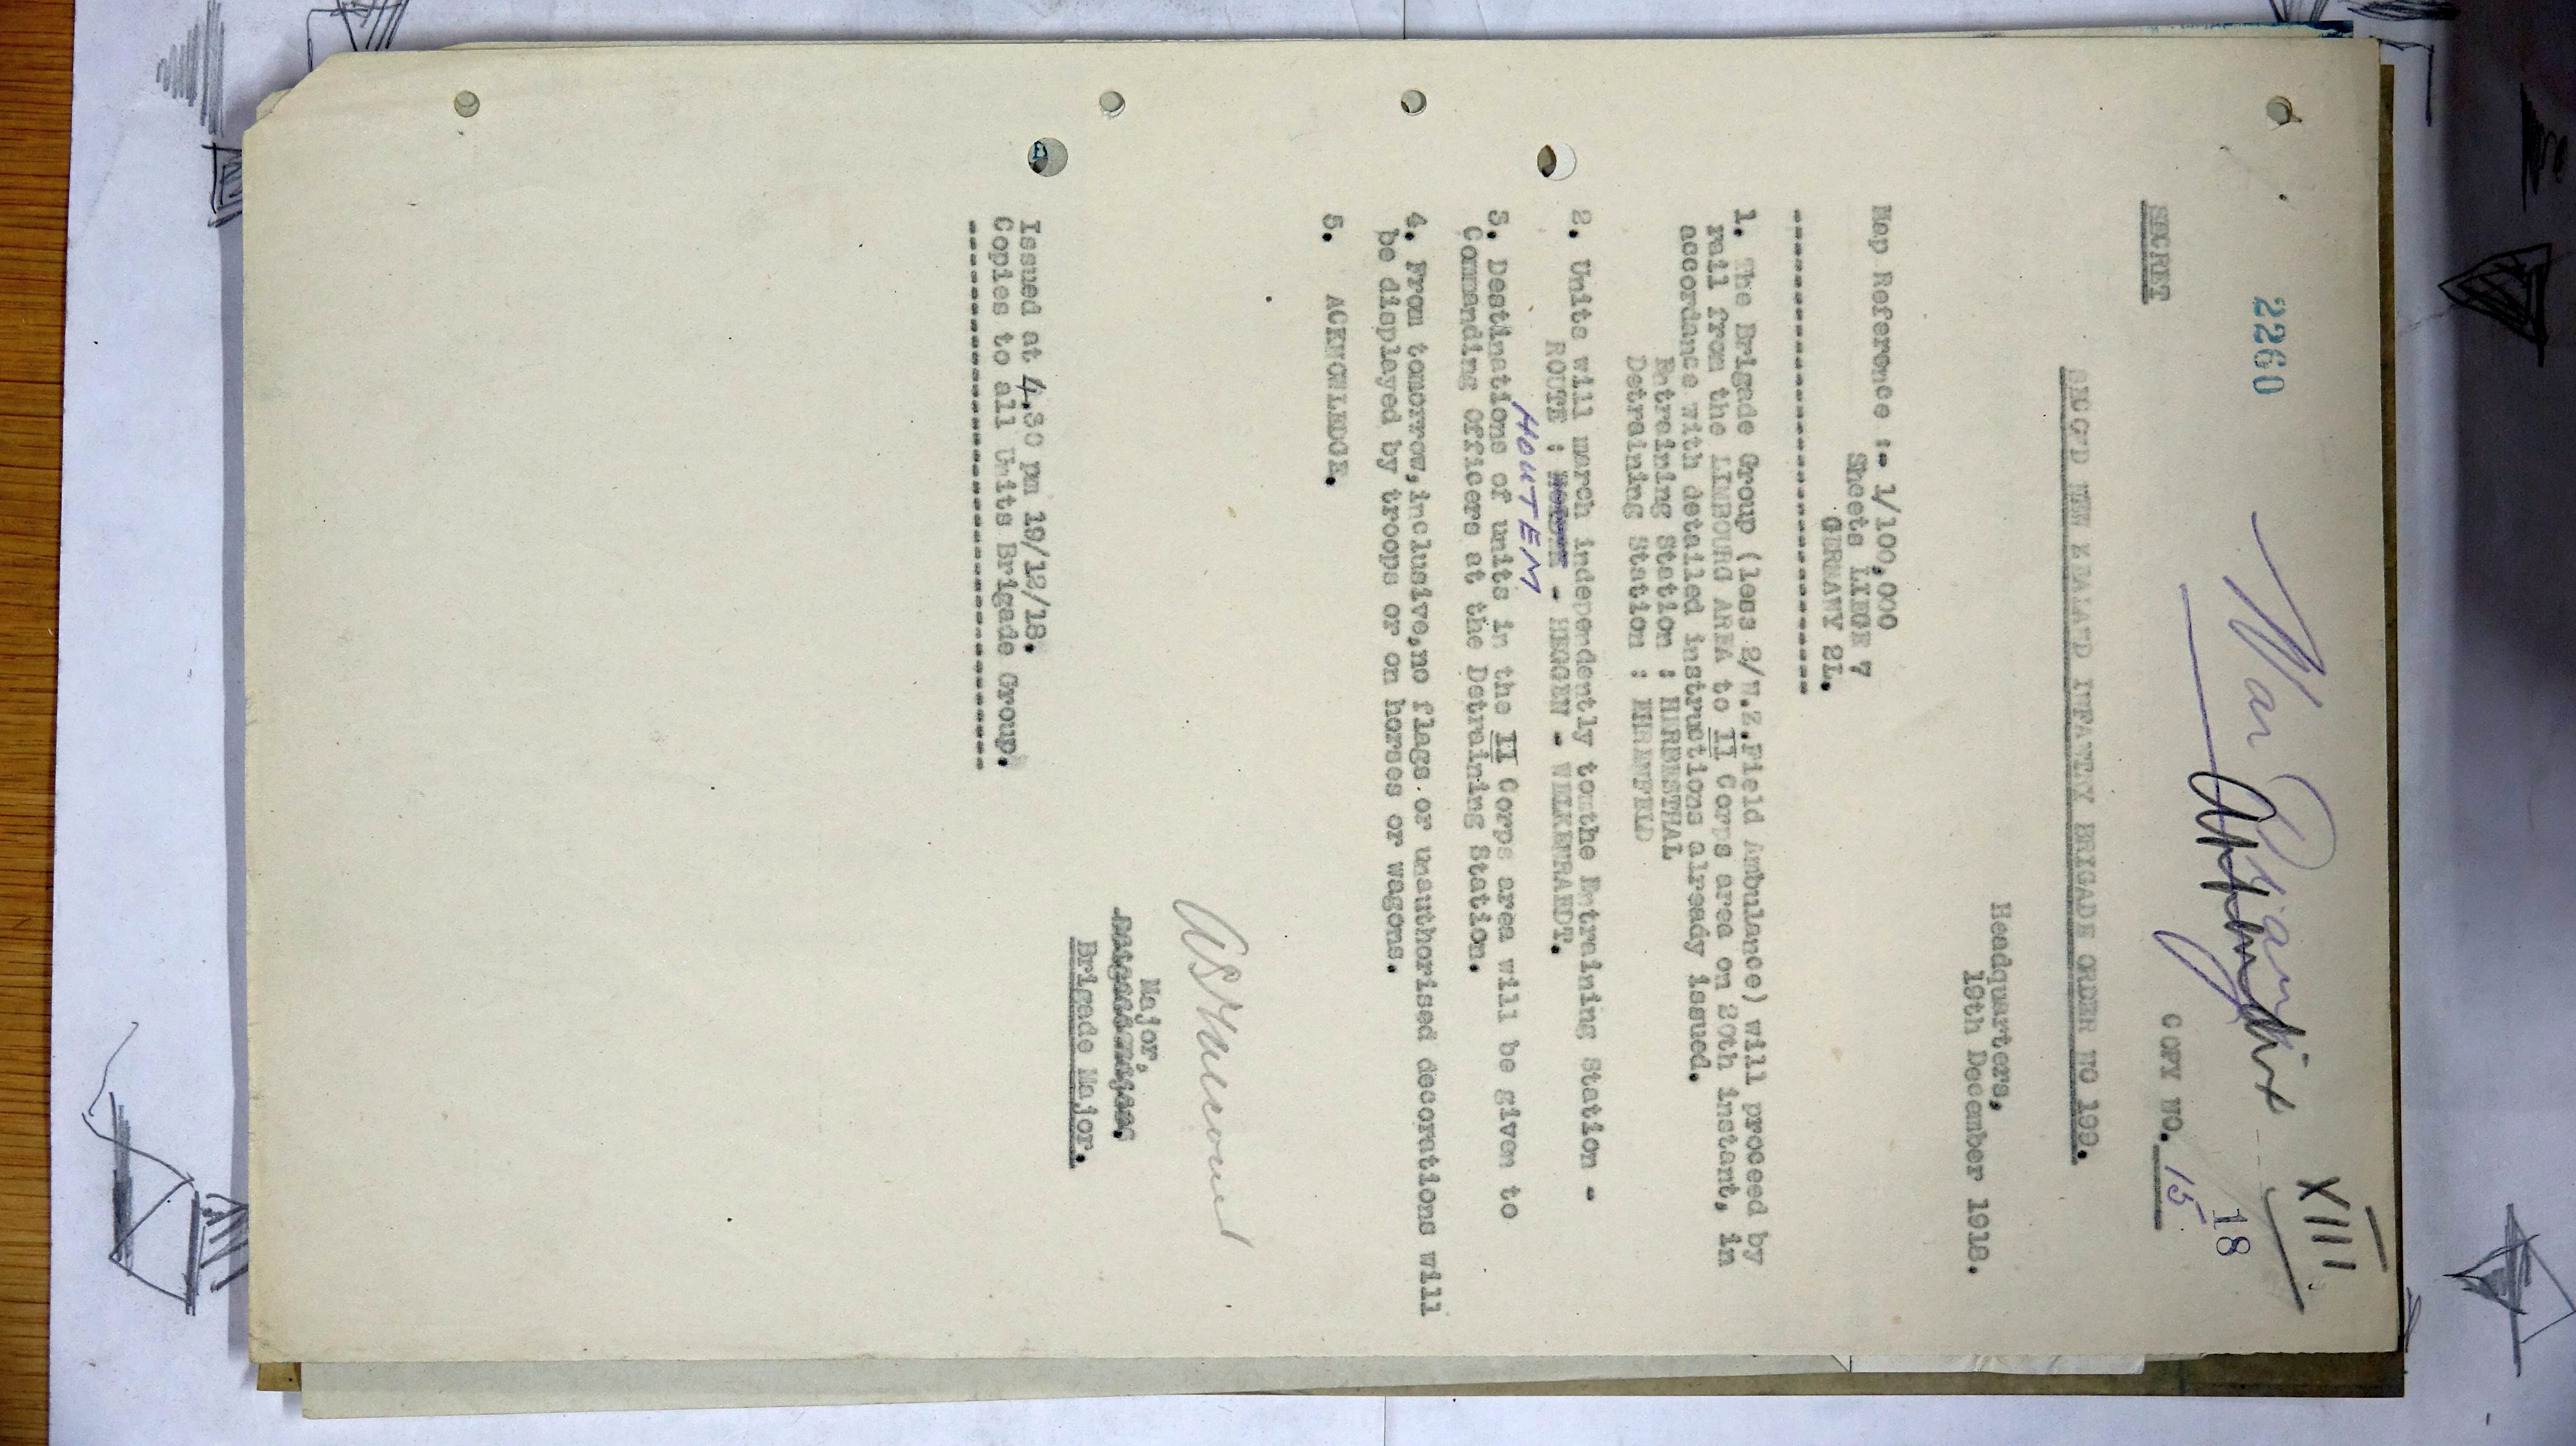 2260
War Diary
Appendix XIII
18
SECRET
COPY NO. 15
SECO'D NEW ZEALAND INFANTRY BRIGADE ORDER NO 199.
Headquarters,
19th December 1918.
Map Reference :- 1/100,000
Sheets LIEGE 7
GERMANY 2L.
1. The Brigade Group (less 2/N.Z.Field Ambulance) will proceed by
rail from the LIMBOURG AREA to II Corps area on 20th instant, in
accordance with detailed instructions already issued.
Entraining Station : HERBESTHAL
Detraining Station : EHRENFELD
2. Units will march independently to the Entraining Station -
ROUTE : HOUTEM - HEGGEN - WELKENRAEDT.
3. Destinations of units in the II Corps area will be given to
Commanding Officers at the Detraining Station.
4. From tomorrow,inclusive,no flags or unauthorised decorations will
be displayed by troops or on horses or wagons.
5. ACKNOWLEDGE.
Major,
Brigade Major.
Issued at 4.30 pm 19/12/18.
Copies to all Units Brigade Group.